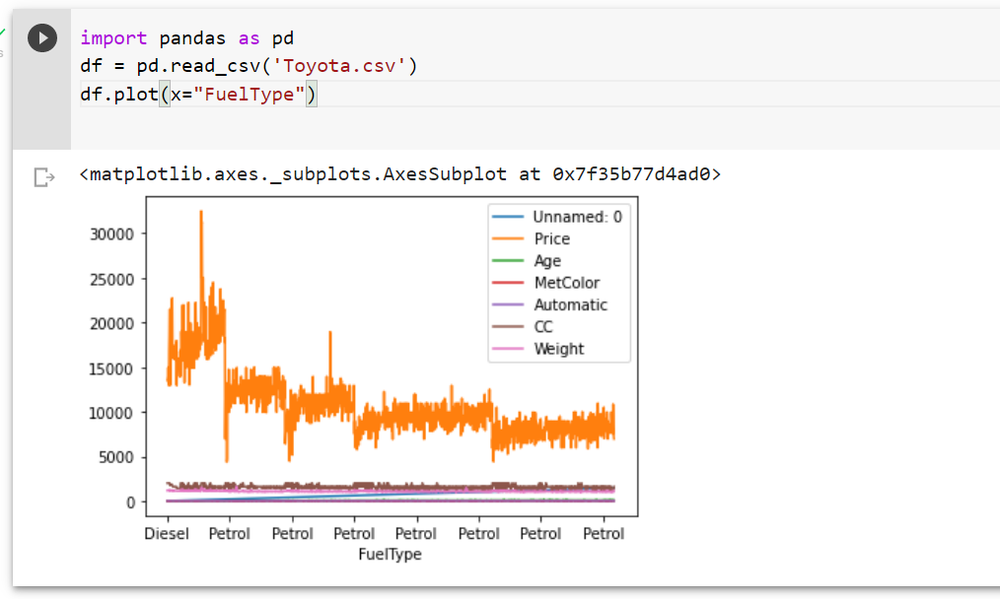 import pandas as pd
df = pd.read_csv('Toyota.csv')
df.plot(x="FuelType")
<matplotlib.axes._subplots.AxesSubplot at 0x7f35b77d4ad0>
30000
25000
20000
15000
10000
5000
0
Unnamed: 0
Price
Age
MetColor
Automatic
CC
Weight
Diesel Petrol Petrol Petrol Petrol Petrol Petrol Petrol
FuelType